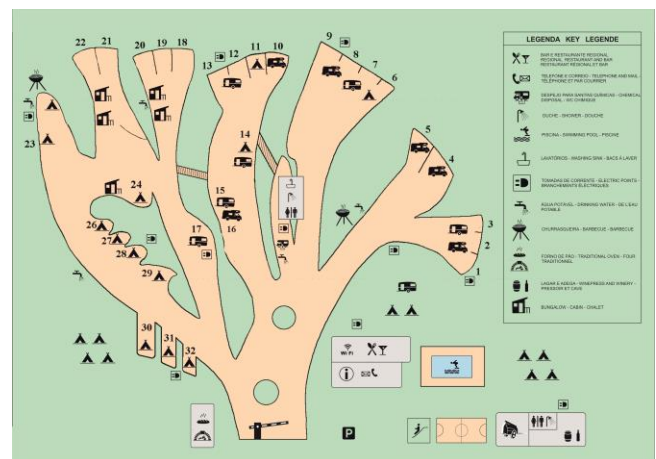 9
22 21 20 19 18 12 11 10 8
7
13 6
LEGENDA KEY LEGENDE
BAR E RESTAURANTE REGIONAL
REGIONAL RESTAURANT AND BAR
RESTAURANT RÉGIONAL ET BAR
TELEFONE E CORREIO - TELEPHONE AND MAIL
TÉLÉPHONE ET PAR COURRIER
DESPEJO PARA SANITAS QUIMICAS - CHEMICAL
DISPOSAL - WC CHIMIQUE
DUCHE - SHOWER - DOUCHE
PISCINA - SWIMMING POOL - PISCINE
LAVATÓRIOS - WASHING SINK - BACS À LAVER
TOMADAS DE CORRENTE - ELECTRIC POINTS -
BRANCHEMENTS ÉLECTRIQUES
ÁGUA POTÁVEL - DRINKING WATER - DE L'EAU
POTABLE
CHURRASQUEIRA - BARBECUE - BARBECUE
FORNO DE PÃO - TRADITIONAL OVEN - FOUR
TRADITIONNEL
LAGAR E ADEGA - WINEPRESS AND WINERY -
PRESSOIR ET CAVE
BUNGALOW - CABIN - CHALET
23
14
5
4
24
15
16
26
27
28
29
17
3
2
1
30
31
32
Wi-Fi
P